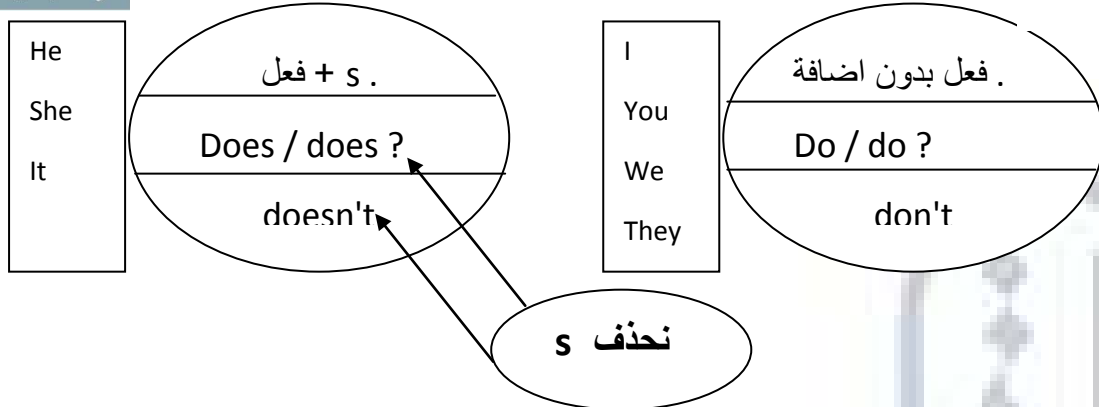 He
She
It
فعل + s .
Does / does ?
doesn't
I
You
We
They
فعل بدون اضافة .
Do / do ?
don't
نحذف s